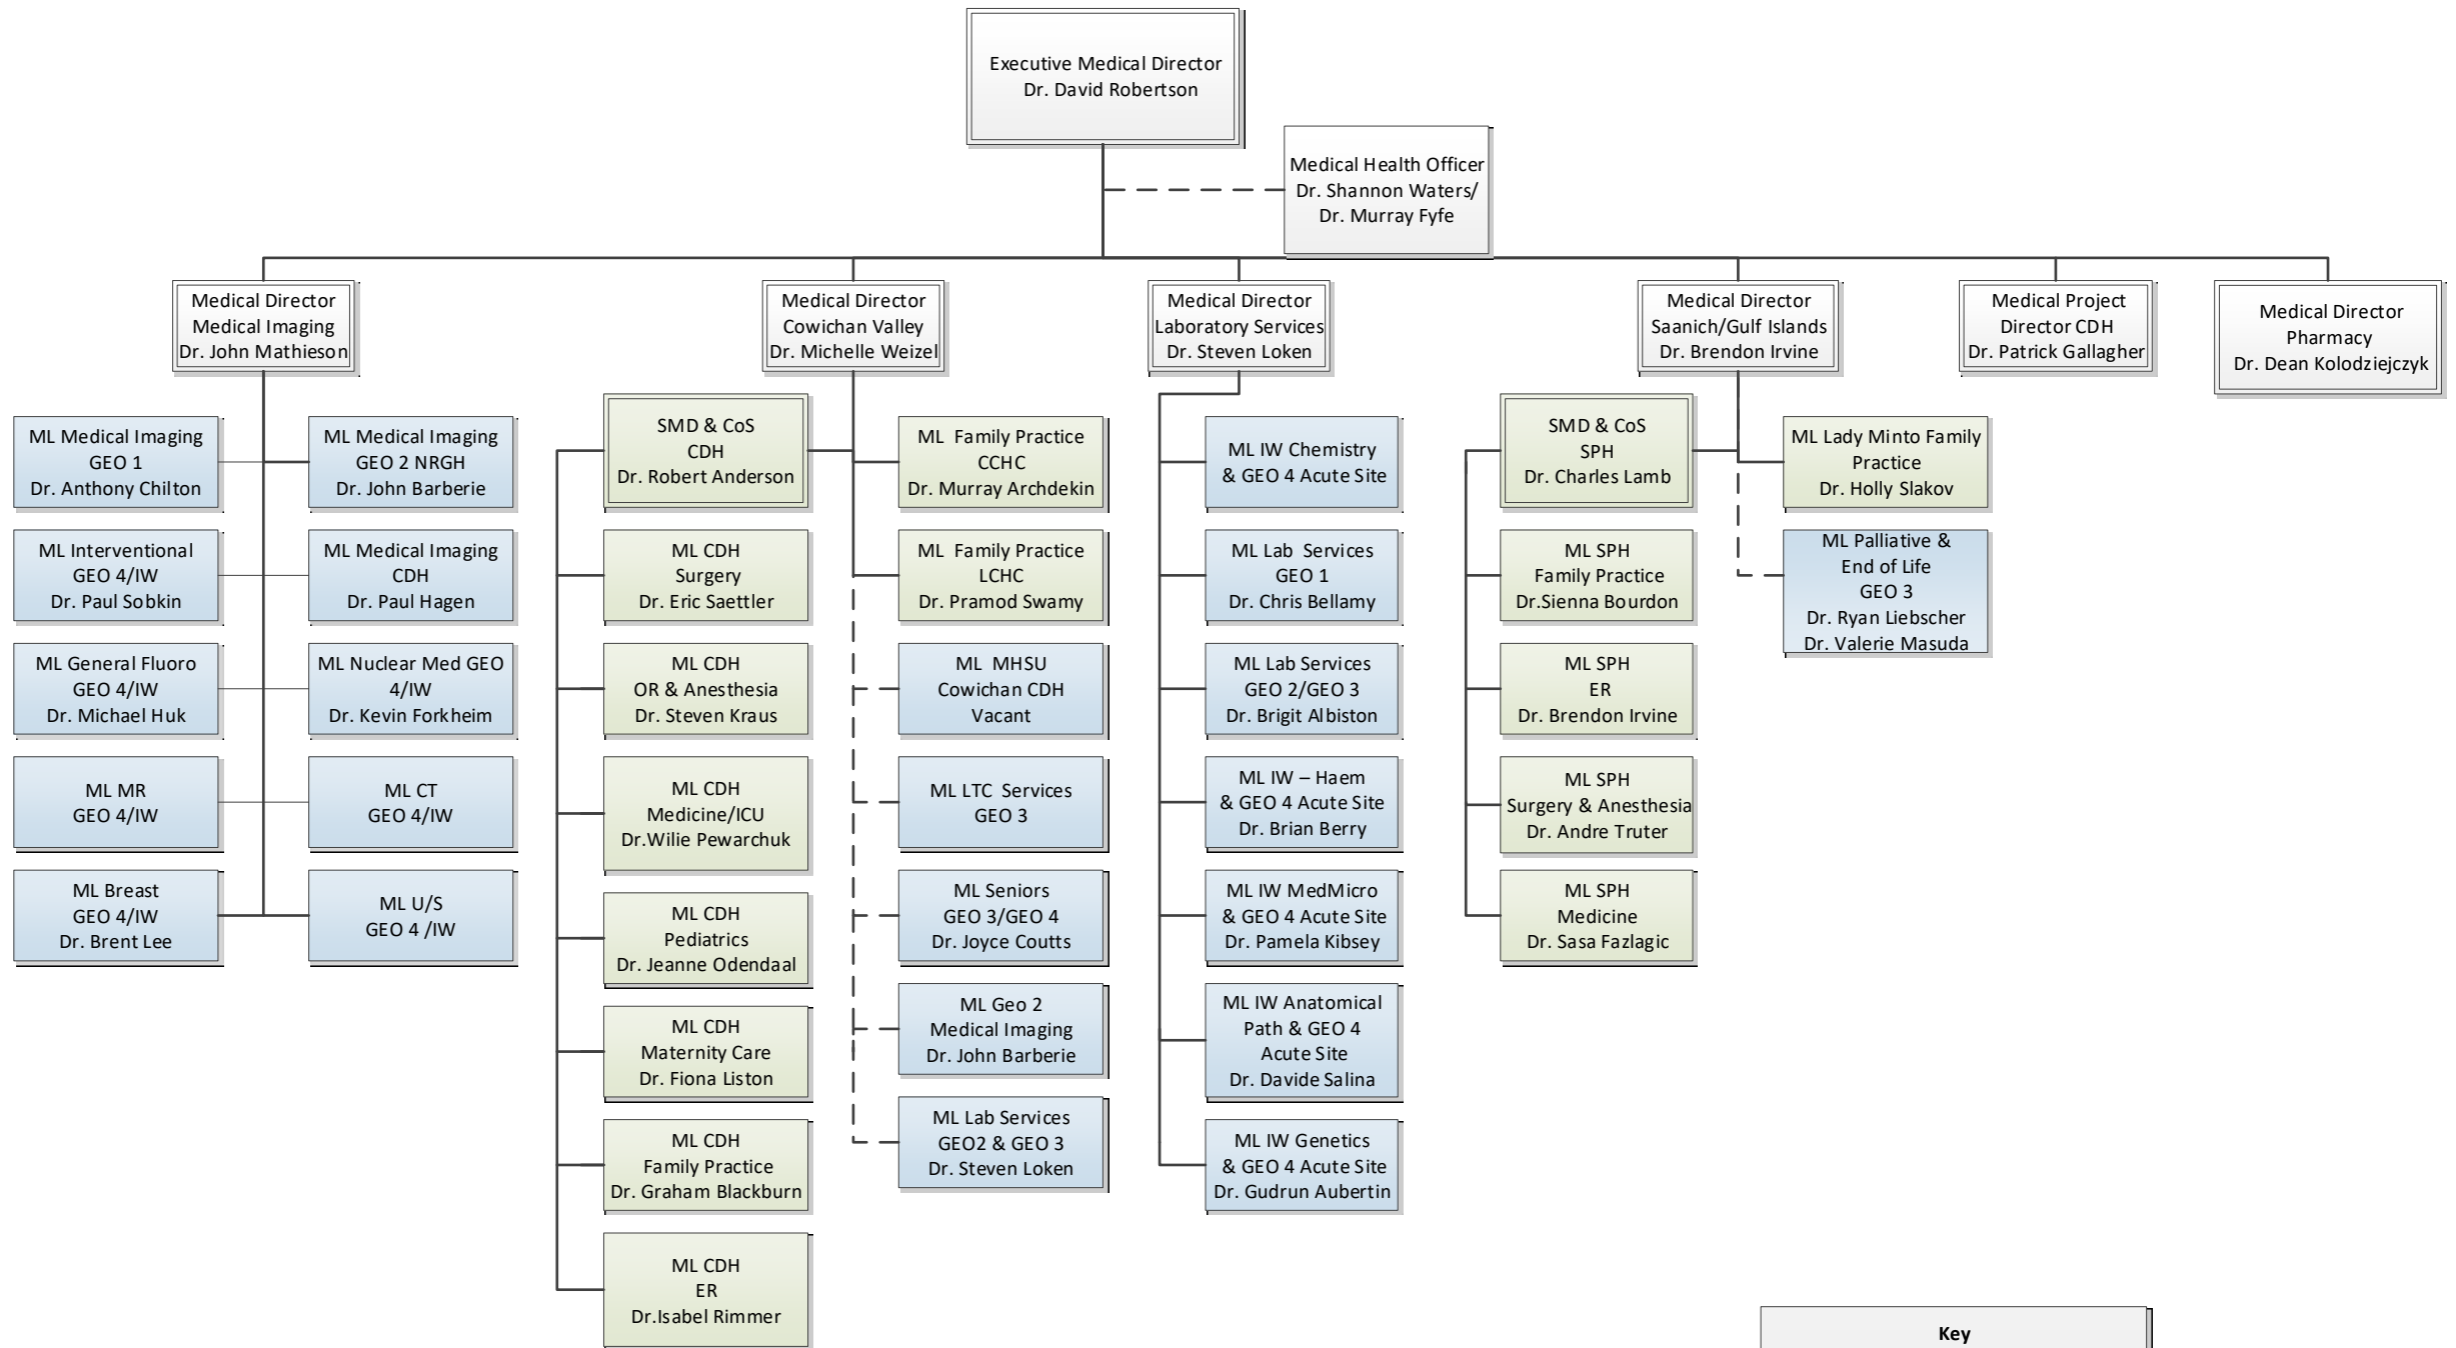 Executive Medical Director
Dr. David Robertson
Medical Health Officer
Dr. Shannon Waters/
Dr. Murray Fyfe
Medical Director
Medical Imaging
Dr. John Mathieson
Medical Director
Cowichan Valley
Dr. Michelle Weizel
Medical Director
Laboratory Services
Dr. Steven Loken
Medical Director
Saanich/Gulf Islands
Dr. Brendon Irvine
Medical Project
Director CDH
Dr. Patrick Gallagher
Medical Director
Pharmacy
Dr. Dean Kolodziejczyk
ML Medical Imaging
GEO 1
Dr. Anthony Chilton
ML Medical Imaging
GEO 2 NRGH
Dr. John Barberie
ML Interventional
GEO 4/IW
Dr. Paul Sobkin
ML Medical Imaging
CDH
Dr. Paul Hagen
ML General Fluoro
GEO 4/IW
Dr. Michael Huk
ML Nuclear Med GEO
4/IW
Dr. Kevin Forkheim
ML MR
GEO 4/IW
ML CT
GEO 4/IW
ML Breast
GEO 4/IW
Dr. Brent Lee
ML U/S
GEO 4 /IW
SMD & CoS
CDH
Dr. Robert Anderson
ML CDH
Surgery
Dr. Eric Saettler
ML CDH
OR & Anesthesia
Dr. Steven Kraus
ML CDH
Medicine/ICU
Dr.Wilie Pewarchuk
ML CDH
Pediatrics
Dr. Jeanne Odendaal
ML CDH
Maternity Care
Dr. Fiona Liston
ML CDH
Family Practice
Dr. Graham Blackburn
ML CDH
ER
Dr.Isabel Rimmer
ML Family Practice
CCHC
Dr. Murray Archdekin
ML Family Practice
LCHC
Dr. Pramod Swamy
ML MHSU
Cowichan CDH
Vacant
ML LTC Services
GEO 3
ML Seniors
GEO 3/GEO 4
Dr. Joyce Coutts
ML Geo 2
Medical Imaging
Dr. John Barberie
ML Lab Services
GEO2 & GEO 3
Dr. Steven Loken
ML IW Chemistry
& GEO 4 Acute Site
ML Lab Services
GEO 1
Dr. Chris Bellamy
ML Lab Services
GEO 2/GEO 3
Dr. Brigit Albiston
ML IW – Haem
& GEO 4 Acute Site
Dr. Brian Berry
ML IW MedMicro
& GEO 4 Acute Site
Dr. Pamela Kibsey
ML IW Anatomical
Path & GEO 4
Acute Site
Dr. Davide Salina
ML IW Genetics
& GEO 4 Acute Site
Dr. Gudrun Aubertin
SMD & CoS
SPH
Dr. Charles Lamb
ML SPH
Family Practice
Dr.Sienna Bourdon
ML SPH
ER
Dr. Brendon Irvine
ML SPH
Surgery & Anesthesia
Dr. Andre Truter
ML SPH
Medicine
Dr. Sasa Fazlagic
ML Lady Minto Family
Practice
Dr. Holly Slakov
ML Palliative &
End of Life
GEO 3
Dr. Ryan Liebscher
Dr. Valerie Masuda
Key